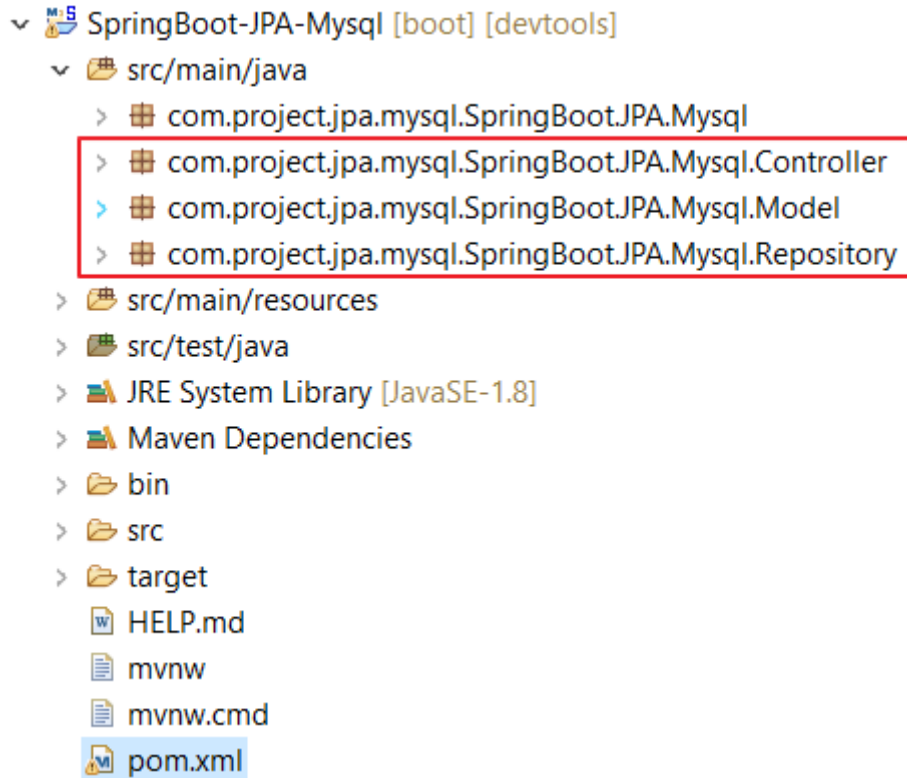 SpringBoot-JPA-Mysql [boot] [devtools]
src/main/java
com.project.jpa.mysql.SpringBoot.JPA.Mysql
com.project.jpa.mysql.SpringBoot.JPA.Mysql.Controller
com.project.jpa.mysql.SpringBoot.JPA.Mysql.Model
com.project.jpa.mysql.SpringBoot.JPA.Mysql.Repository
src/main/resources
src/test/java
JRE System Library [JavaSE-1.8]
Maven Dependencies
bin
src
target
HELP.md
mvnw
mvnw.cmd
pom.xml